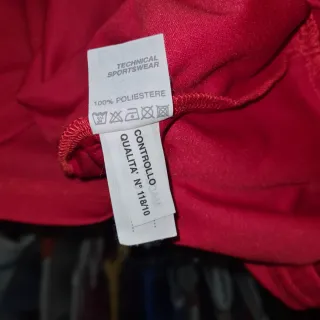 TECHNICAL
SPORTSWEAR
100% POLIESTERE
CONTROLLO
QUALITA' N° 118/10